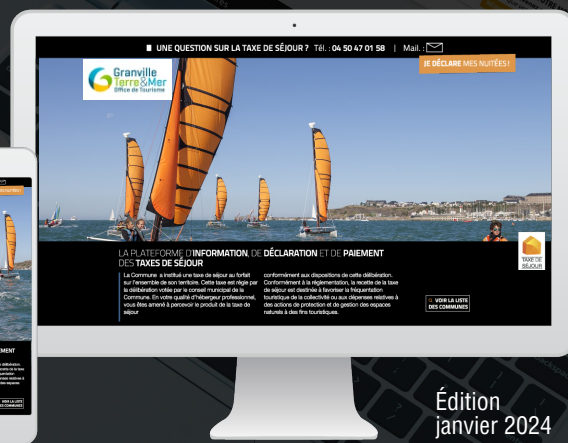 UNE QUESTION SUR LA TAXE DE SÉJOUR ? Tél. : 04 50 47 01 58 | Mail. :
JE DÉCLARE MES NUITÉES !
Granville
Terre&Mer
Office de Tourisme
LA PLATEFORME D'INFORMATION, DE DÉCLARATION ET DE PAIEMENT
DES TAXES DE SÉJOUR
La Commune a institué une taxe de séjour au forfait
sur l'ensemble de son territoire. Cette taxe est régie par
la délibération votée par le conseil municipal de la
Commune. En votre qualité d'hébergeur professionnel,
vous êtes amené à percevoir le produit de la taxe de
séjour
conformément aux dispositions de cette délibération.
Conformément à la réglementation, la recette de la taxe
de séjour est destinée à favoriser la fréquentation
touristique de la collectivité ou aux dépenses relatives à
des actions de protection et de gestion des espaces
naturels à des fins touristiques.
TAXE DE
SÉJOUR
VOIR LA LISTE
DES COMMUNES
EMENT
VOIR LA LISTE
DES COMMUNES
Édition
janvier 2024